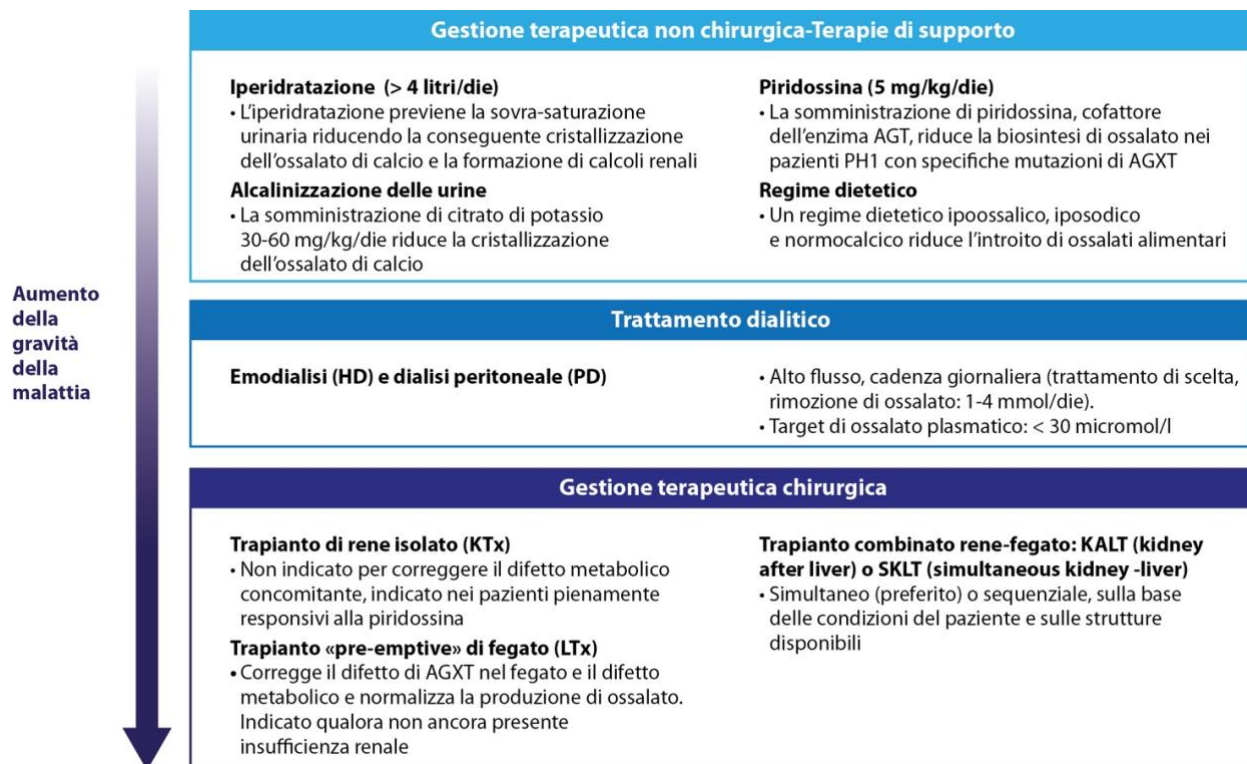 Gestione terapeutica non chirurgica-Terapie di supporto
Iperidratazione (> 4 litri/die)
• L’iperidratazione previene la sovra-saturazione
urinaria riducendo la conseguente cristallizzazione
dell’ossalato di calcio e la formazione di calcoli renali
Alcalinizzazione delle urine
• La somministrazione di citrato di potassio
30-60 mg/kg/die riduce la cristallizzazione
dell’ossalato di calcio
Piridossina (5 mg/kg/die)
• La somministrazione di piridossina, cofattore
dell’enzima AGT, riduce la biosintesi di ossalato nei
pazienti PH1 con specifiche mutazioni di AGXT
Regime dietetico
• Un regime dietetico ipoossalico, iposodico
e normocalcico riduce l’introito di ossalati alimentari
Aumento
della
gravità
della
malattia
Trattamento dialitico
Emodialisi (HD) e dialisi peritoneale (PD)
• Alto flusso, cadenza giornaliera (trattamento di scelta,
rimozione di ossalato: 1-4 mmol/die).
• Target di ossalato plasmatico: < 30 micromol/l
Gestione terapeutica chirurgica
Trapianto di rene isolato (KTx)
• Non indicato per correggere il difetto metabolico
concomitante, indicato nei pazienti pienamente
responsivi alla piridossina
Trapianto «pre-emptive» di fegato (LTx)
• Corregge il difetto di AGXT nel fegato e il difetto
metabolico e normalizza la produzione di ossalato.
Indicato qualora non ancora presente
insufficienza renale
Trapianto combinato rene-fegato: KALT (kidney
after liver) o SKLT (simultaneous kidney -liver)
• Simultaneo (preferito) o sequenziale, sulla base
delle condizioni del paziente e sulle strutture
disponibili